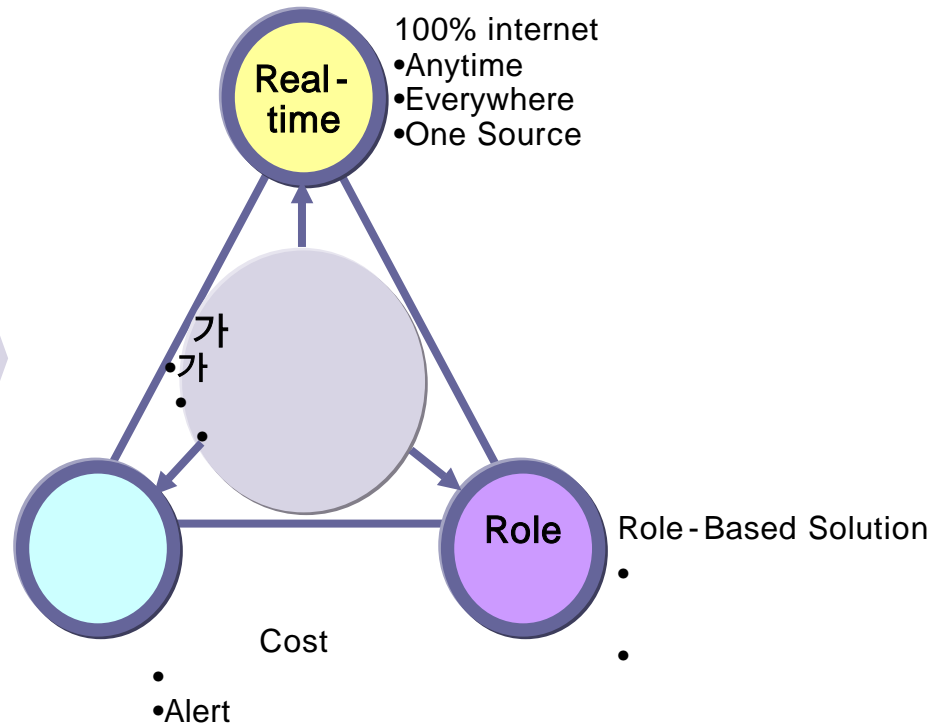 100% internet
•Anytime
•Everywhere
•One Source
Real-
time
가
•가
•
•
Role
Role-Based Solution
•
•
Cost
•
•Alert